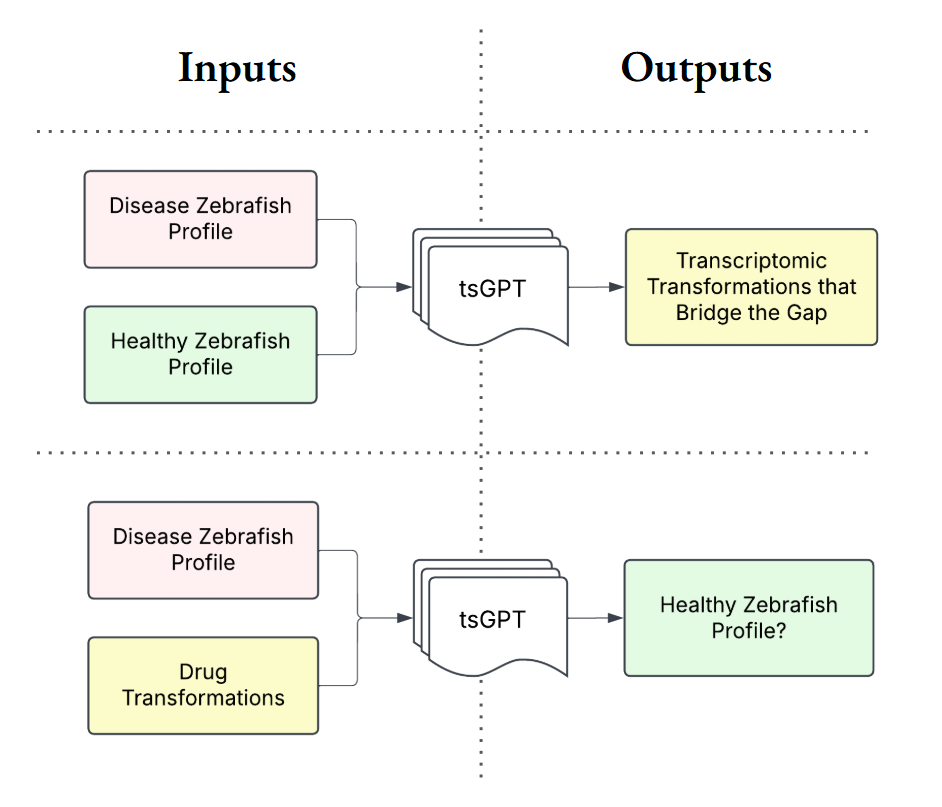 Inputs
Outputs
Disease Zebrafish
Profile
Healthy Zebrafish
Profile
tsGPT
Transcriptomic
Transformations that
Bridge the Gap
Disease Zebrafish
Profile
Drug
Transformations
tsGPT
Healthy Zebrafish
Profile?